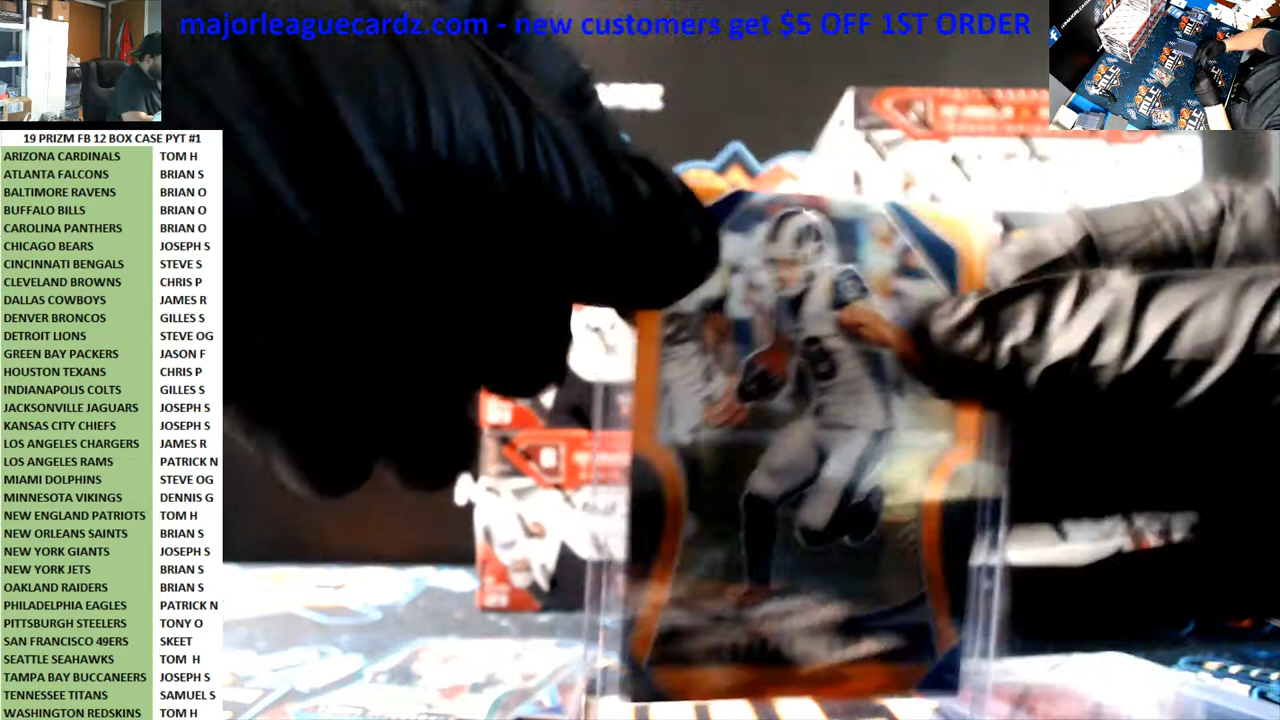 majorleaguecardz.com - new customers get $5 OFF 1ST ORDER
19 PRIZM FB 12 BOX CASE PYT #1
ARIZONA CARDINALS TOM H
ATLANTA FALCONS BRIAN S
BALTIMORE RAVENS BRIAN O
BUFFALO BILLS BRIAN O
CAROLINA PANTHERS BRIAN O
CHICAGO BEARS JOSEPH S
CINCINNATI BENGALS STEVE S
CLEVELAND BROWNS CHRIS P
DALLAS COWBOYS JAMES R
DENVER BRONCOS GILLES S
DETROIT LIONS STEVE OG
GREEN BAY PACKERS JASON F
HOUSTON TEXANS CHRIS P
INDIANAPOLIS COLTS GILLES S
JACKSONVILLE JAGUARS JOSEPH S
KANSAS CITY CHIEFS JOSEPH S
LOS ANGELES CHARGERS JAMES R
LOS ANGELES RAMS PATRICK N
MIAMI DOLPHINS STEVE OG
MINNESOTA VIKINGS DENNIS G
NEW ENGLAND PATRIOTS TOM H
NEW ORLEANS SAINTS BRIAN S
NEW YORK GIANTS JOSEPH S
NEW YORK JETS BRIAN S
OAKLAND RAIDERS BRIAN S
PHILADELPHIA EAGLES PATRICK N
PITTSBURGH STEELERS TONY O
SAN FRANCISCO 49ERS SKEET
SEATTLE SEAHAWKS TOM H
TAMPA BAY BUCCANEERS JOSEPH S
TENNESSEE TITANS SAMUEL S
WASHINGTON REDSKINS TOM H